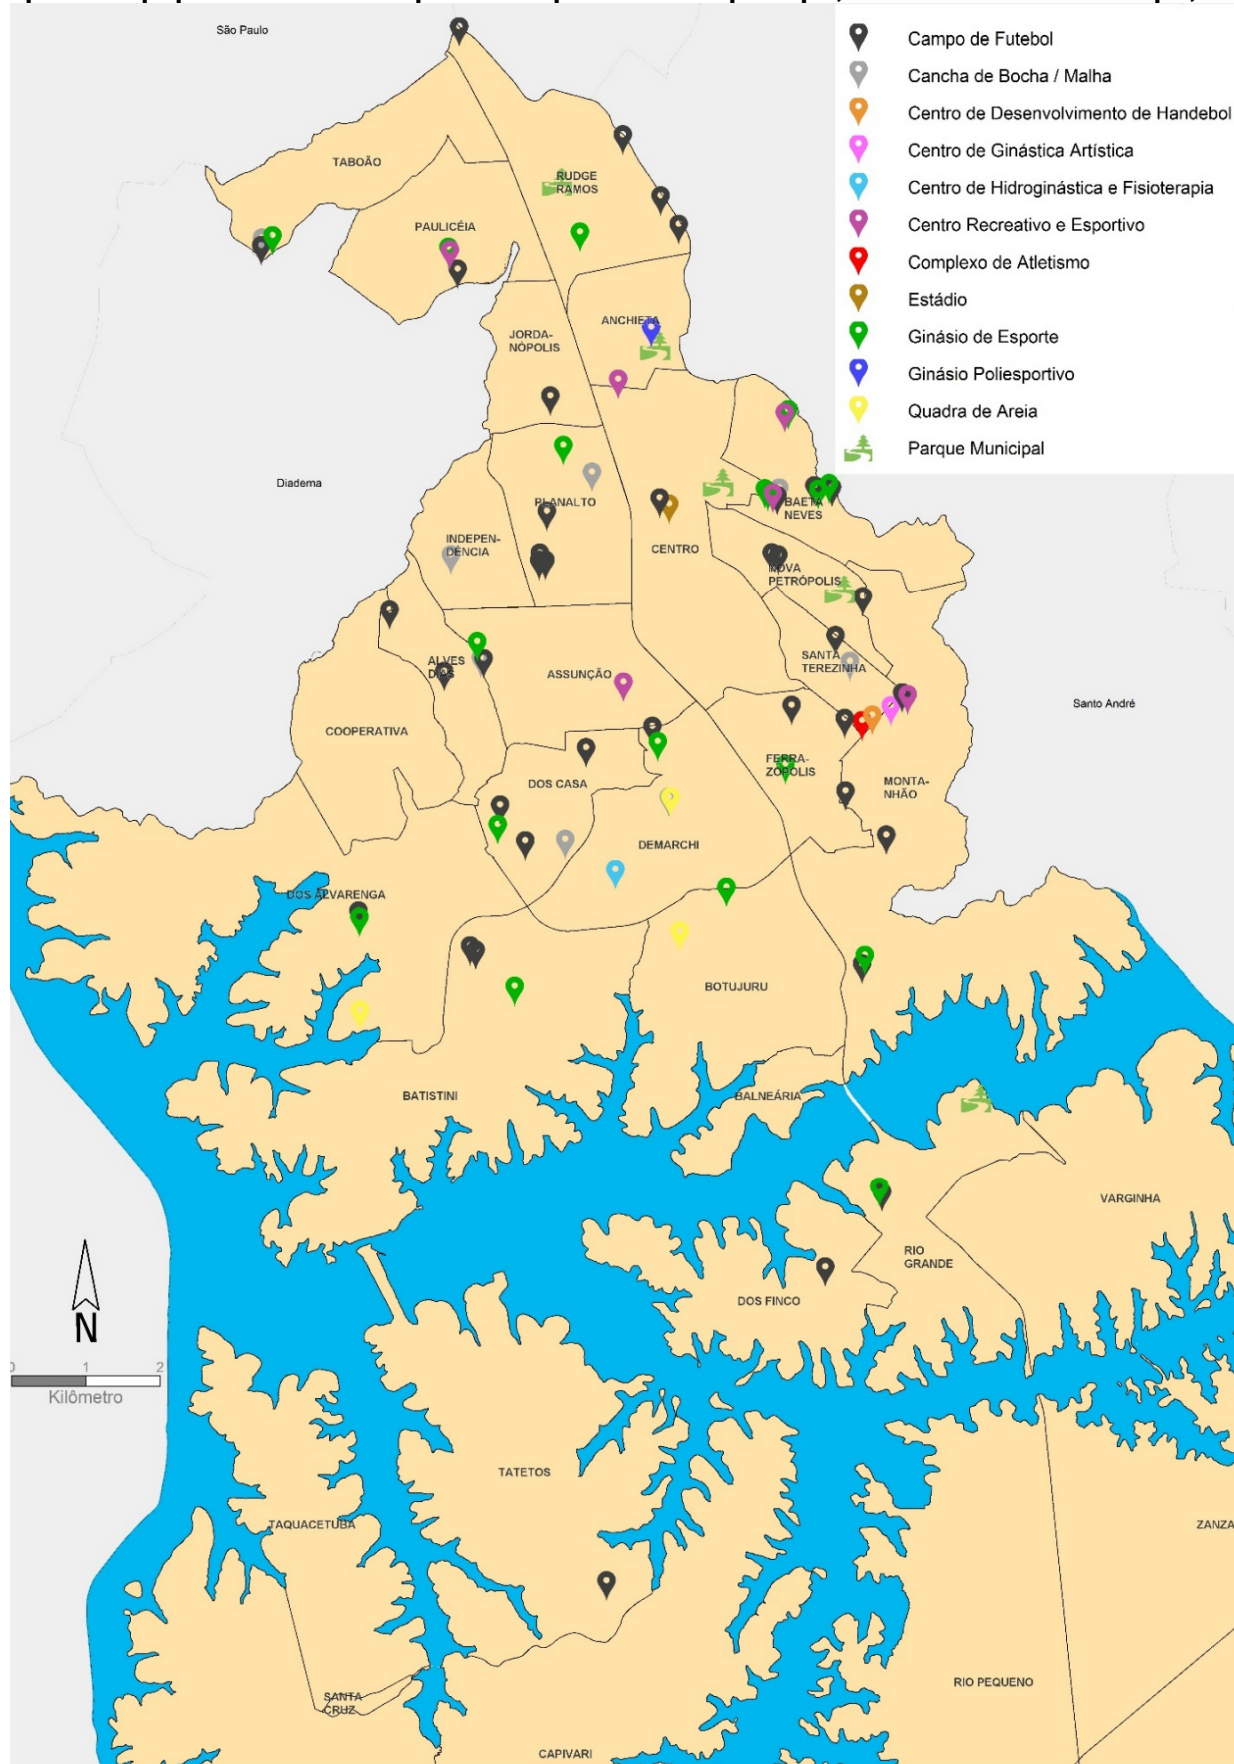 São Paulo
Campo de Futebol
Cancha de Bocha / Malha
Centro de Desenvolvimento de Handebol
Centro de Ginástica Artística
Centro de Hidroginástica e Fisioterapia
Centro Recreativo e Esportivo
Complexo de Atletismo
Estádio
Ginásio de Esporte
Ginásio Poliesportivo
Quadra de Areia
Parque Municipal
TABOÃO
RUDGE
RAMOS
PAULICÉIA
ANCHIETA
JORDA-
NÓPOLIS
Diadema
PLANALTO
BAETA
NEVES
INDEPEN-
DÊNCIA
CENTRO
NOVA
PETRÓPOLIS
ALVES
DIAS
ASSUNÇÃO
SANTA
TEREZINHA
Santo André
COOPERATIVA
DOS CASA
FERRA-
ZÓPOLIS
MONTA-
NHÃO
DEMARCHI
DOS ALVARENGA
BOTUJURU
BATISTINI
BALNEÁRIA
VARGINHA
RIO
GRANDE
DOS FINCO
N
0 1 2
Kilômetro
TATETOS
TAQUACETUBA
ZANZA
RIO PEQUENO
SANTA
CRUZ
CAPIVARI